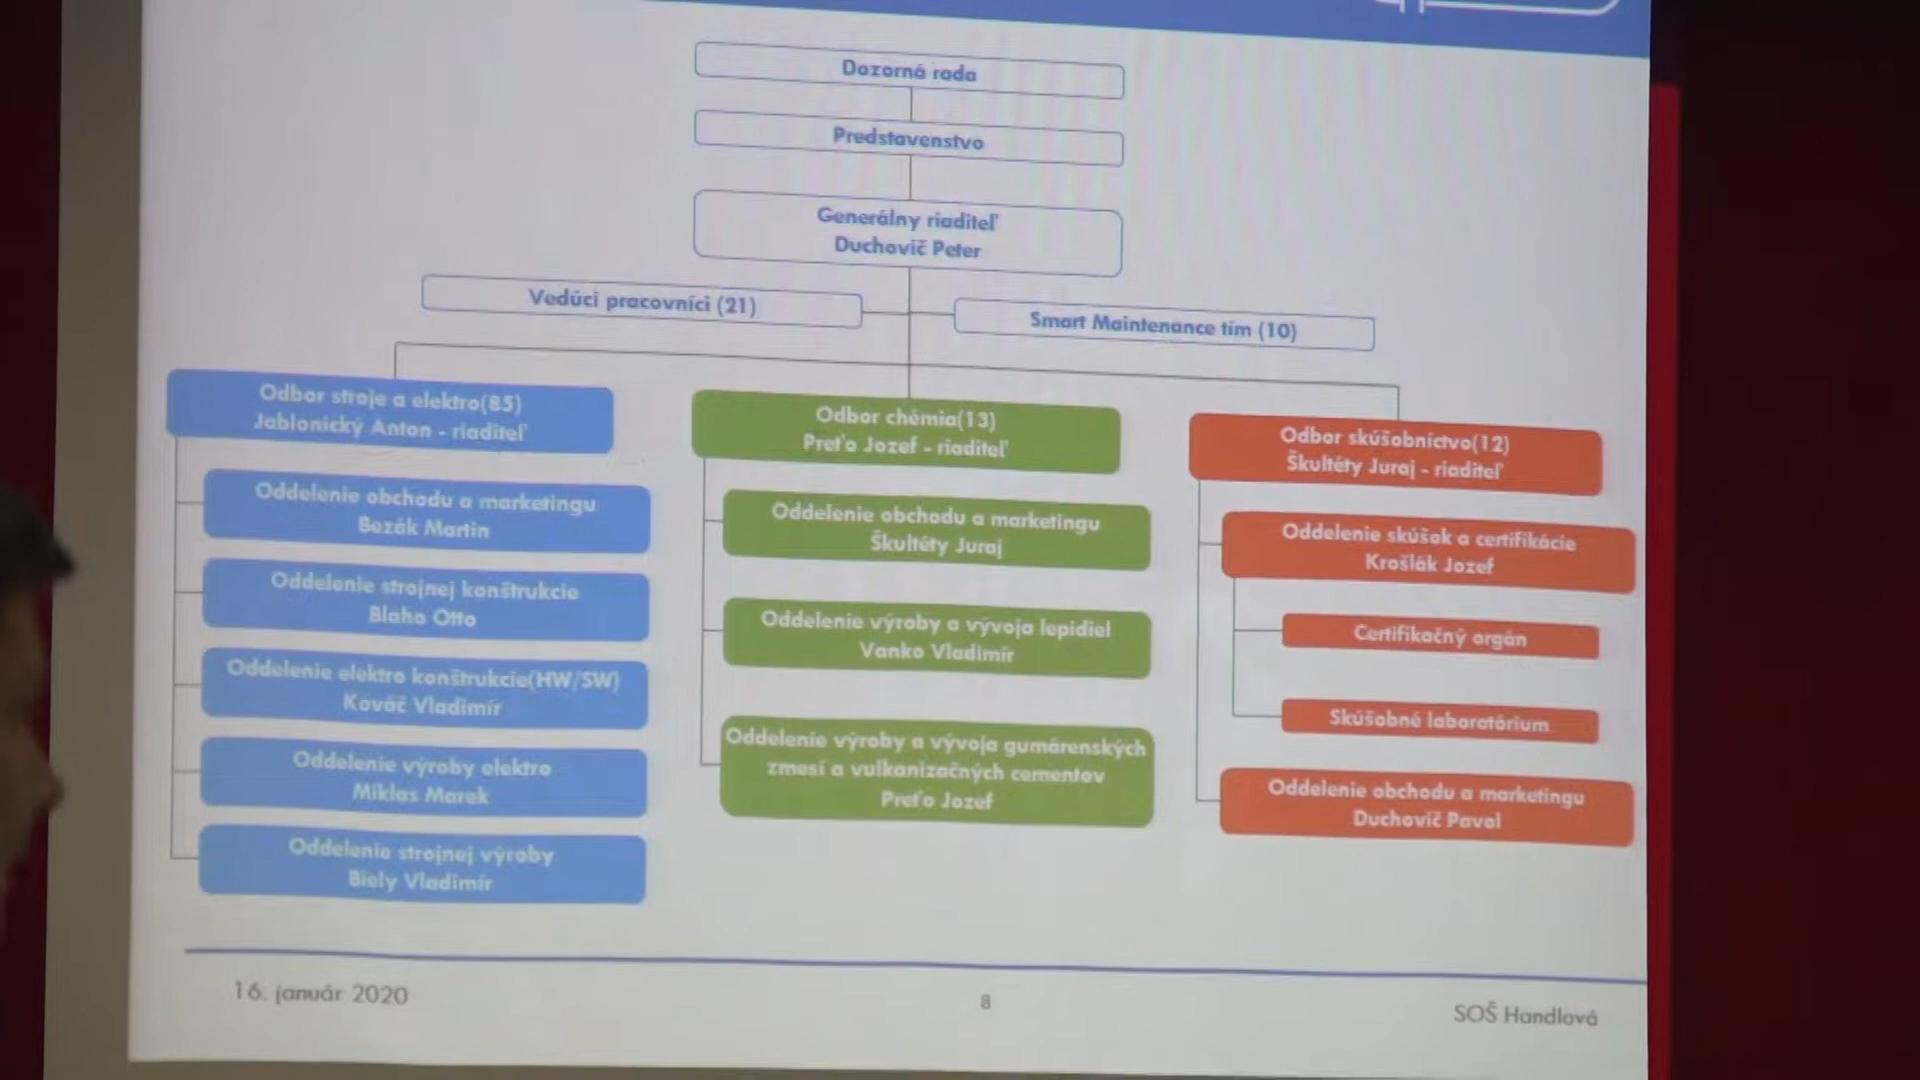 Dozorná rada
Predstavenstvo
Generálny riaditeľ
Duchovič Peter
Vedúci pracovníci (21)
Smart Maintenance tím (10)
Odbor stroje a elektro(85)
Jablonický Anton - riaditeľ
Oddelenie obchodu a marketingu
Bezák Martin
Oddelenie strojnej konštrukcie
Blaho Otto
Oddelenie elektro konštrukcie(HW/SW)
Kováč Vladimír
Oddelenie výroby elektro
Miklas Marek
Oddelenie strojnej výroby
Biely Vladimír
Odbor chémia(13)
Preťo Jozef - riaditeľ
Oddelenie obchodu a marketingu
Škultéty Juraj
Oddelenie výroby a vývoja lepidiel
Vanko Vladimír
Oddelenie výroby a vývoja gumárenských
zmesí a vulkanizačných cementov
Preťo Jozef
Odbor skúšobníctvo(12)
Škultéty Juraj - riaditeľ
Oddelenie skúšok a certifikácie
Krošlák Jozef
Certifikačný orgán
Skúšobné laboratórium
Oddelenie obchodu a marketingu
Duchovič Pavol
16. január 2020
8
SOŠ Handlová